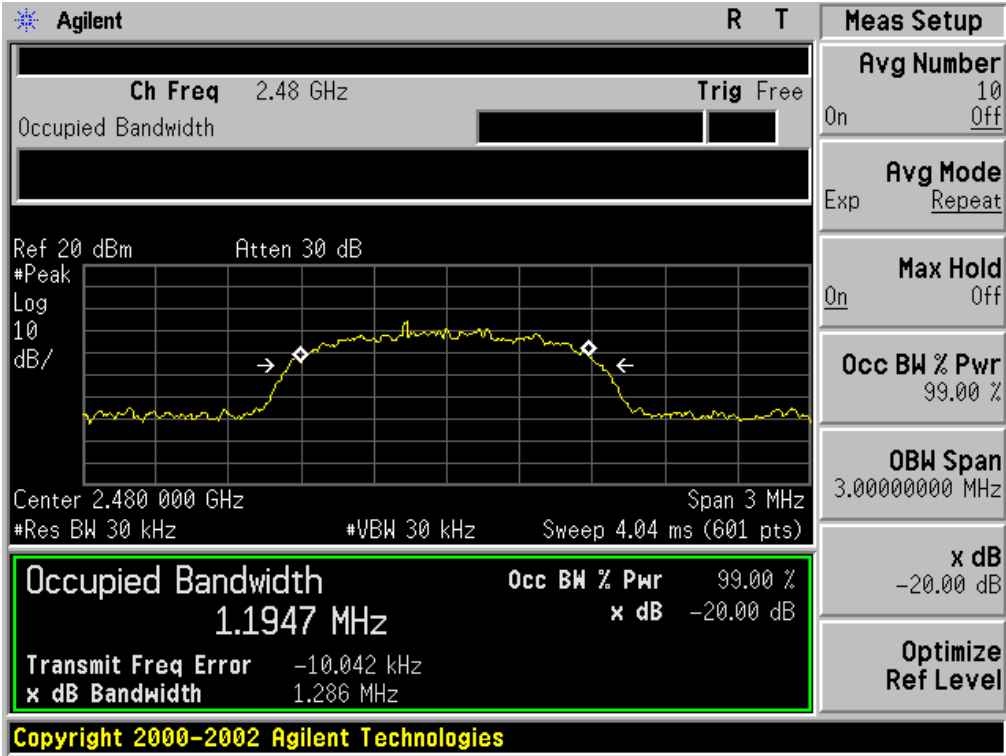 Agilent R T Meas Setup
Ch Freq 2.48 GHz Trig Free
Occupied Bandwidth
Avg Number
10
On Off
Avg Mode
Exp Repeat
Ref 20 dBm Atten 30 dB
#Peak
Log
10
dB/
Max Hold
On Off
Occ BW % Pwr
99.00 %
OBW Span
3.00000000 MHz
Center 2.480 000 GHz Span 3 MHz
#Res BW 30 kHz #VBW 30 kHz Sweep 4.04 ms (601 pts)
x dB
-20.00 dB
Optimize
Ref Level
Occupied Bandwidth Occ BW % Pwr 99.00 %
1.1947 MHz x dB -20.00 dB
Transmit Freq Error -10.042 kHz
x dB Bandwidth 1.286 MHz
Copyright 2000-2002 Agilent Technologies